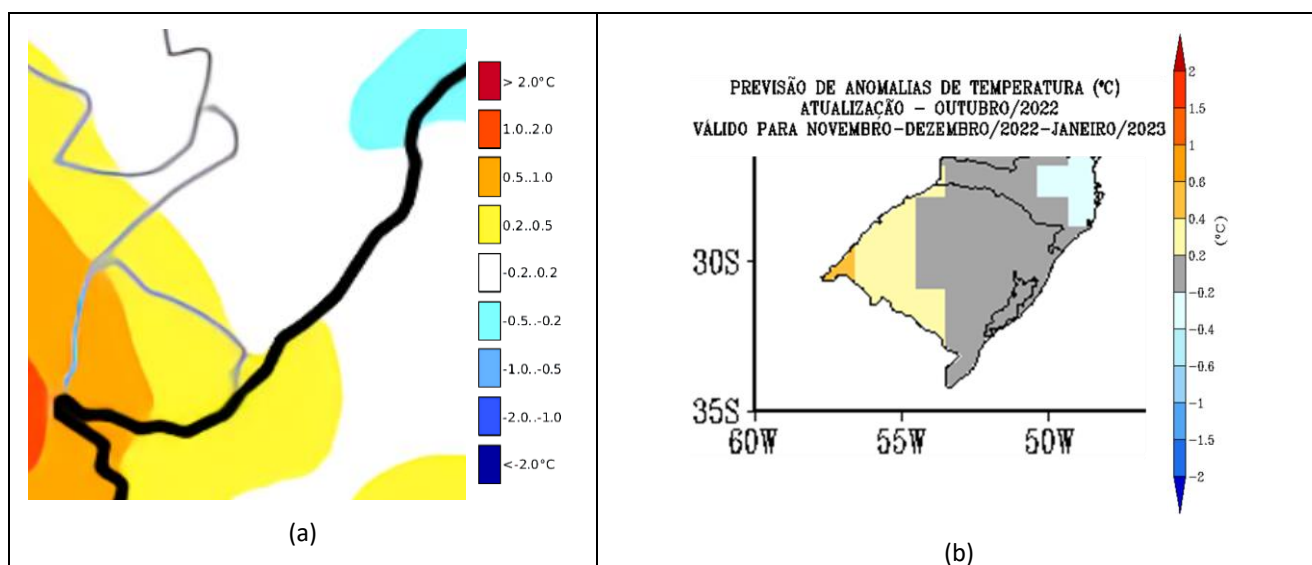 > 2.0°C
1.0..2.0
0.5..1.0
0.2..0.5
-0.2..0.2
-0.5..-0.2
-1.0..-0.5
-2.0..-1.0
<-2.0°C
(a)
PREVISÃO DE ANOMALIAS DE TEMPERATURA (°C)
ATUALIZAÇÃO - OUTUBRO/2022
VÁLIDO PARA NOVEMBRO-DEZEMBRO/2022-JANEIRO/2023
30S
35S
60W 55W 50W
2
1.5
1
0.6
0.4
0.2
-0.2
-0.4
-0.6
-1
-1.5
-2
(°C)
(b)